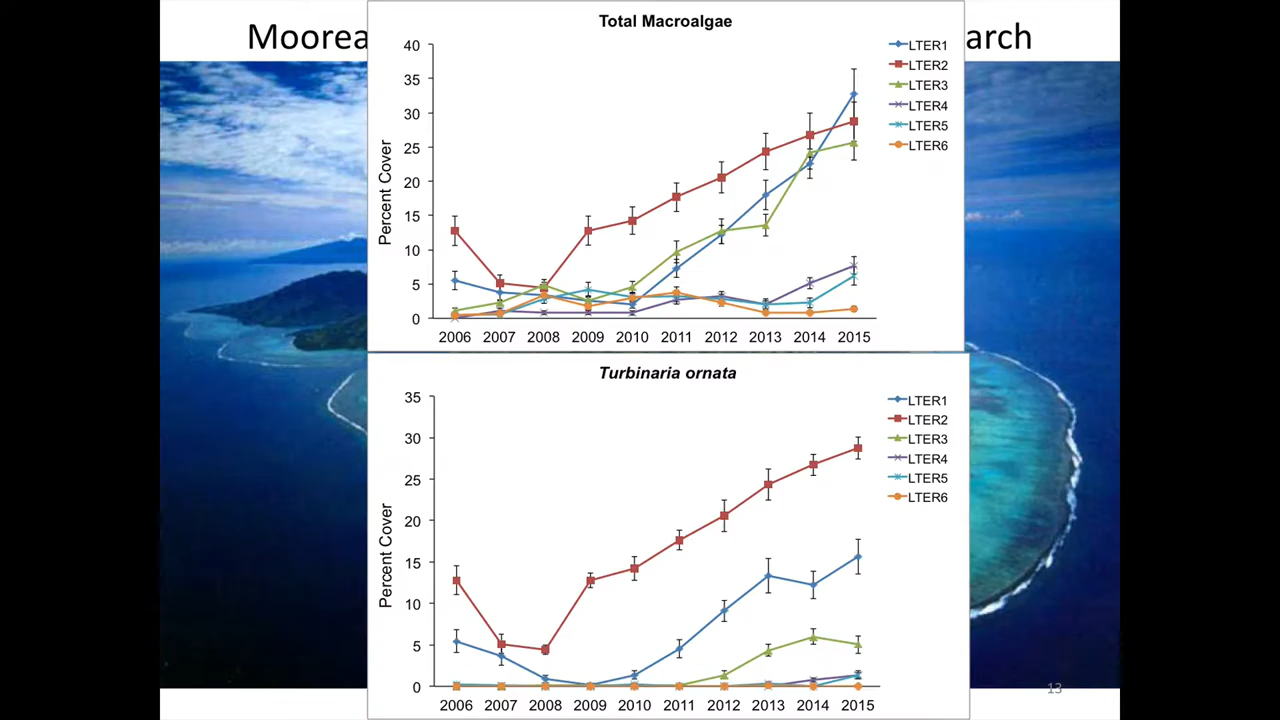 Moorea
arch
Total Macroalgae
Percent Cover
40
35
30
25
20
15
10
5
0
2006 2007 2008 2009 2010 2011 2012 2013 2014 2015
LTER1
LTER2
LTER3
LTER4
LTER5
LTER6
Turbinaria ornata
Percent Cover
35
30
25
20
15
10
5
0
2006 2007 2008 2009 2010 2011 2012 2013 2014 2015
LTER1
LTER2
LTER3
LTER4
LTER5
LTER6
13